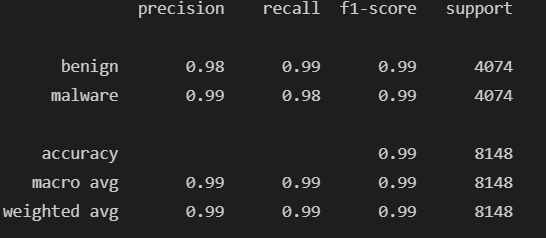 precision recall f1-score support
benign 0.98 0.99 0.99 4074
malware 0.99 0.98 0.99 4074
accuracy 0.99 8148
macro avg 0.99 0.99 0.99 8148
weighted avg 0.99 0.99 0.99 8148